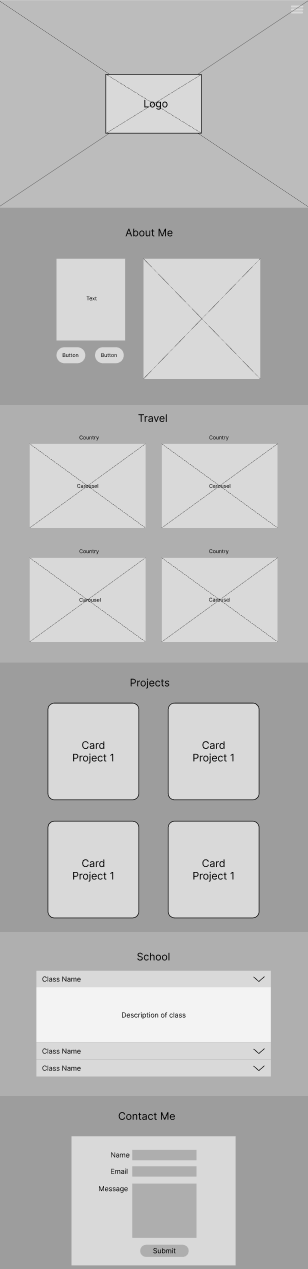 Logo
About Me
Text
Button Button
Travel
Country Country
Carousel Carousel
Country Country
Carousel Carousel
Projects
Card Card
Project 1 Project 1
Card Card
Project 1 Project 1
School
Class Name
Description of class
Class Name
Class Name
Contact Me
Name
Email
Message
Submit